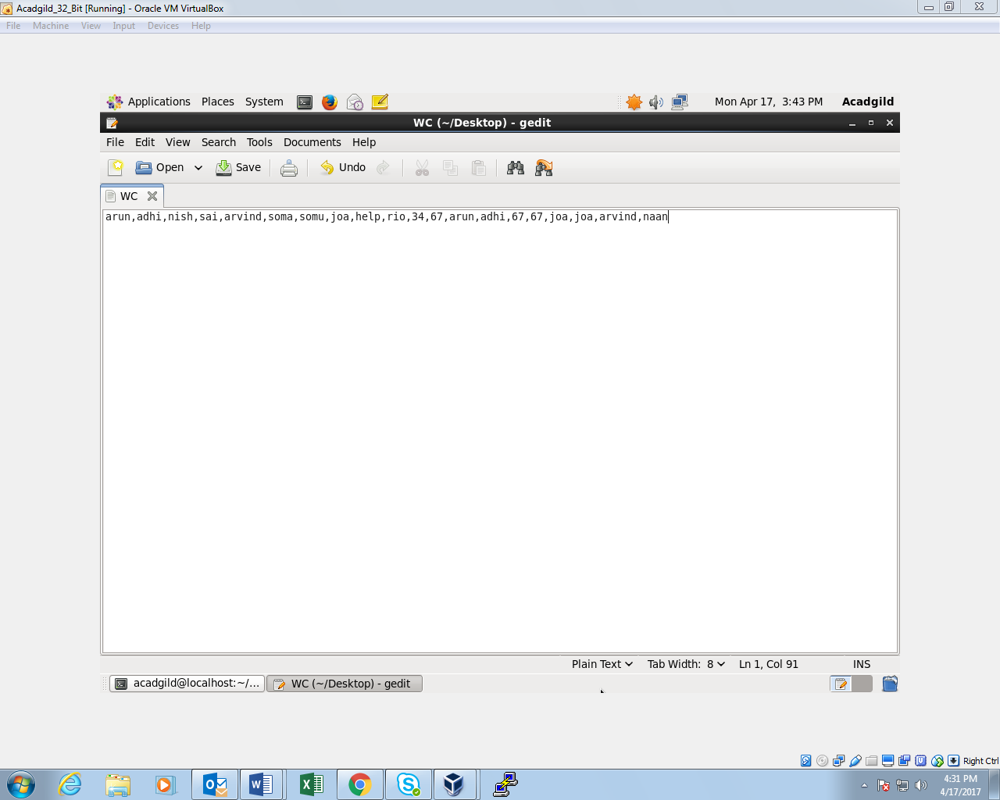 Acadgild_32_Bit [Running] - Oracle VM VirtualBox
File Machine View Input Devices Help
Applications Places System Mon Apr 17, 3:43 PM Acadgild
WC (~/Desktop) - gedit
File Edit View Search Tools Documents Help
Open Save Undo
WC
arun,adhi,nish,sai,arvind,soma,somu,joa,help,rio,34,67,arun,adhi,67,67,joa,joa,arvind,naan
Plain Text Tab Width: 8 Ln 1, Col 91 INS
acadgild@localhost:~/... WC (~/Desktop) - gedit
Right Ctrl
4:31 PM
4/17/2017